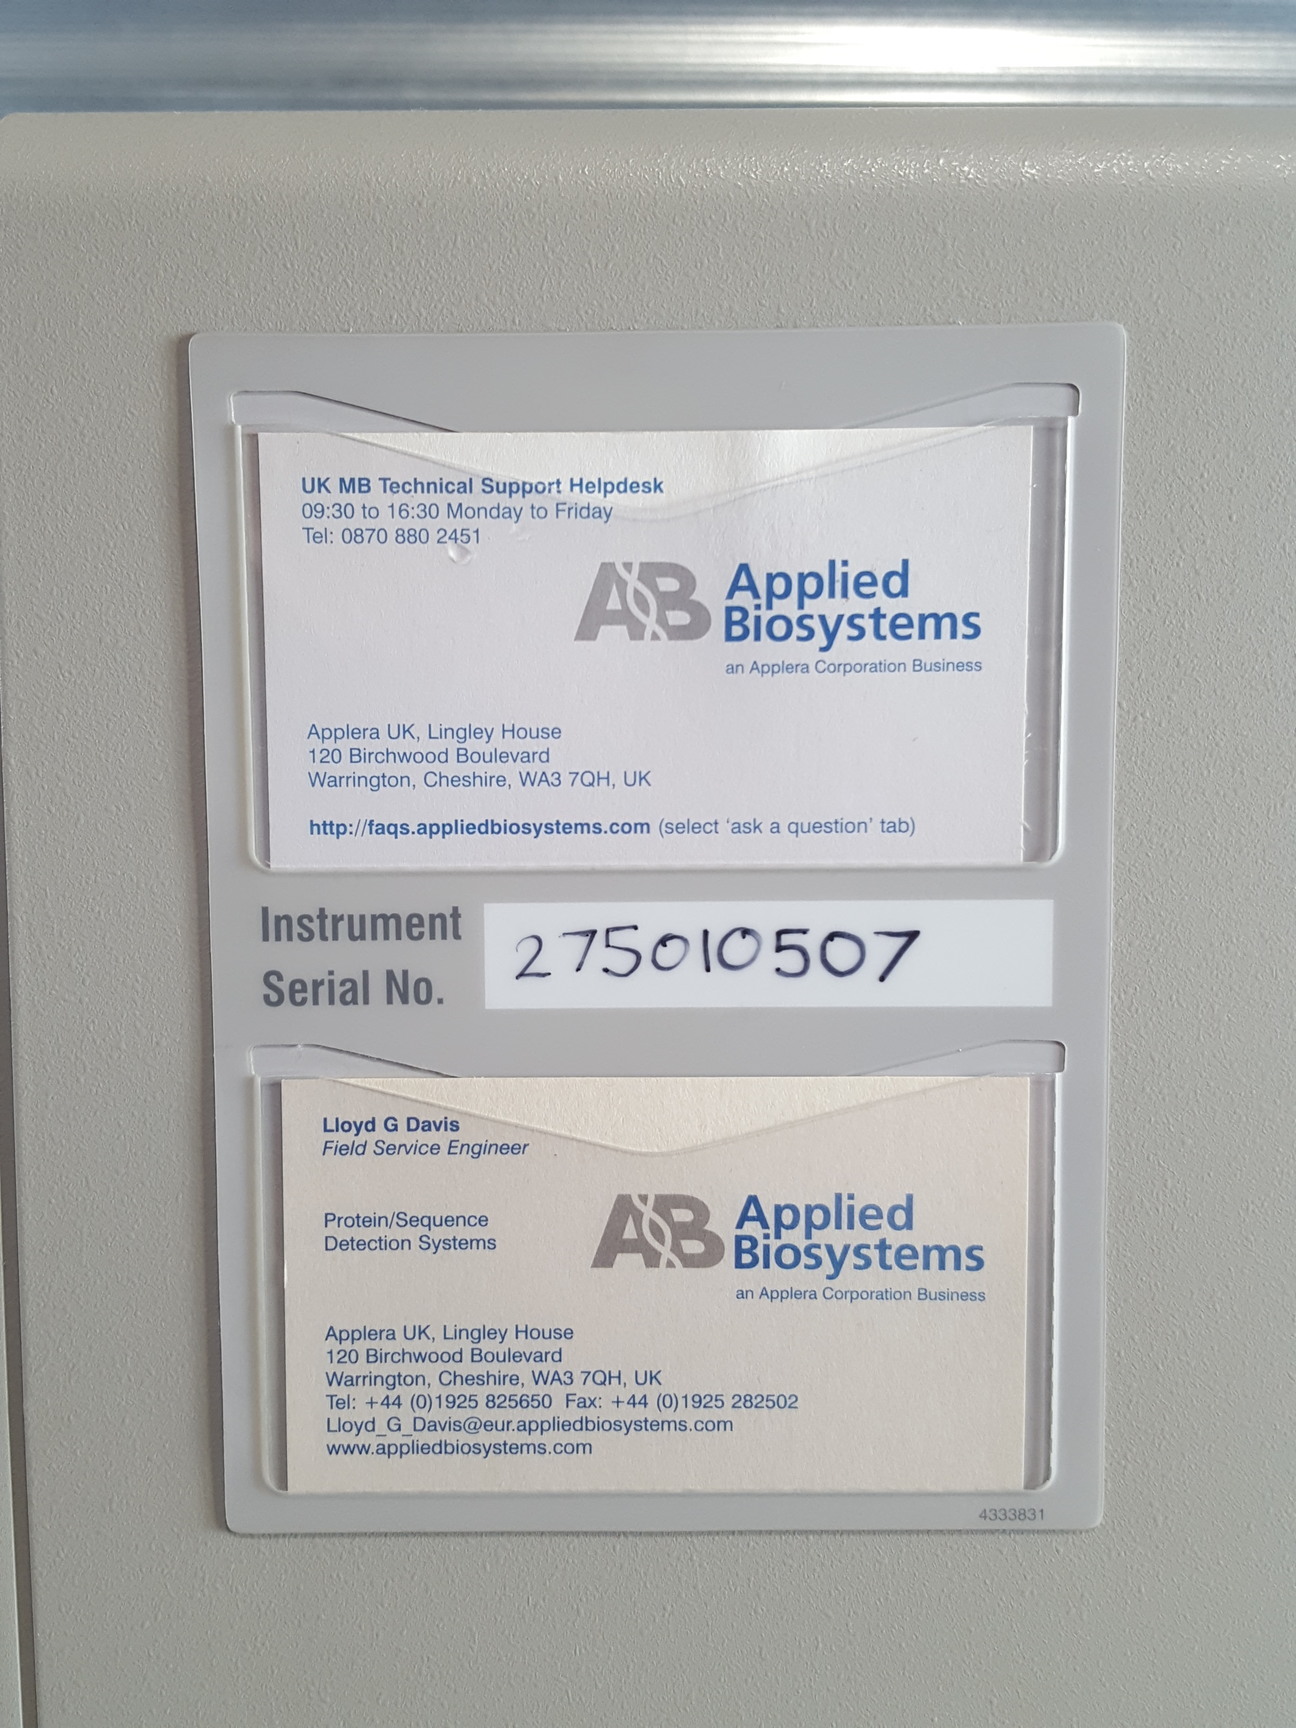 UK MB Technical Support Helpdesk
09:30 to 16:30 Monday to Friday
Tel: 0870 880 2451
AB Applied
Biosystems
an Applera Corporation Business
Applera UK, Lingley House
120 Birchwood Boulevard
Warrington, Cheshire, WA3 7QH, UK
http://faqs.appliedbiosystems.com (select 'ask a question' tab)
Instrument
Serial No.
275010507
Lloyd G Davis
Field Service Engineer
Protein/Sequence
Detection Systems
AB Applied
Biosystems
an Applera Corporation Business
Applera UK, Lingley House
120 Birchwood Boulevard
Warrington, Cheshire, WA3 7QH, UK
Tel: +44 (0)1925 825650 Fax: +44 (0)1925 282502
Lloyd_G_Davis@eur.appliedbiosystems.com
www.appliedbiosystems.com
4333831